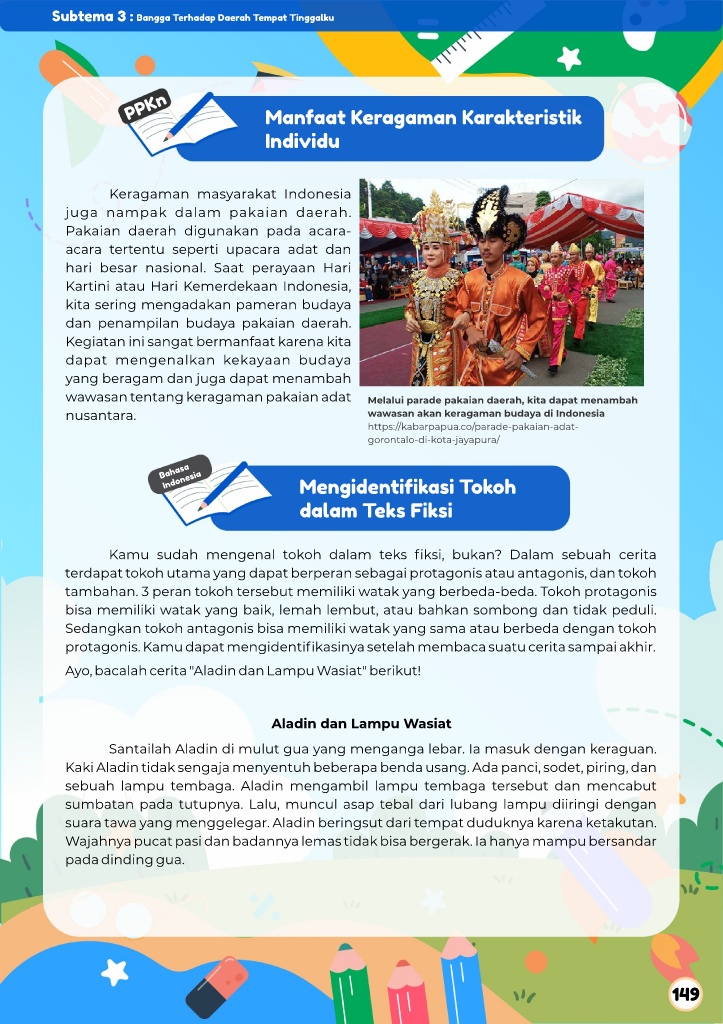 Subtema 3 : Bangga Terhadap Daerah Tempat Tinggalku
PPKn
Manfaat Keragaman Karakteristik
Individu
Keragaman masyarakat Indonesia
juga nampak dalam pakaian daerah.
Pakaian daerah digunakan pada acara-
acara tertentu seperti upacara adat dan
hari besar nasional. Saat perayaan Hari
Kartini atau Hari Kemerdekaan Indonesia,
kita sering mengadakan pameran budaya
dan penampilan budaya pakaian daerah.
Kegiatan ini sangat bermanfaat karena kita
dapat mengenalkan kekayaan budaya
yang beragam dan juga dapat menambah
wawasan tentang keragaman pakaian adat
nusantara.
Melalui parade pakaian daerah, kita dapat menambah
wawasan akan keragaman budaya di Indonesia
https://kabarpapua.co/parade-pakaian-adat-
gorontalo-di-kota-jayapura/
Bahasa
Indonesia
Mengidentifikasi Tokoh
dalam Teks Fiksi
Kamu sudah mengenal tokoh dalam teks fiksi, bukan? Dalam sebuah cerita
terdapat tokoh utama yang dapat berperan sebagai protagonis atau antagonis, dan tokoh
tambahan. 3 peran tokoh tersebut memiliki watak yang berbeda-beda. Tokoh protagonis
bisa memiliki watak yang baik, lemah lembut, atau bahkan sombong dan tidak peduli.
Sedangkan tokoh antagonis bisa memiliki watak yang sama atau berbeda dengan tokoh
protagonis. Kamu dapat mengidentifikasinya setelah membaca suatu cerita sampai akhir.
Ayo, bacalah cerita "Aladin dan Lampu Wasiat" berikut!
Aladin dan Lampu Wasiat
Santailah Aladin di mulut gua yang menganga lebar. Ia masuk dengan keraguan.
Kaki Aladin tidak sengaja menyentuh beberapa benda usang. Ada panci, sodet, piring, dan
sebuah lampu tembaga. Aladin mengambil lampu tembaga tersebut dan mencabut
sumbatan pada tutupnya. Lalu, muncul asap tebal dari lubang lampu diiringi dengan
suara tawa yang menggelegar. Aladin beringsut dari tempat duduknya karena ketakutan.
Wajahnya pucat pasi dan badannya lemas tidak bisa bergerak. Ia hanya mampu bersandar
pada dinding gua.
149